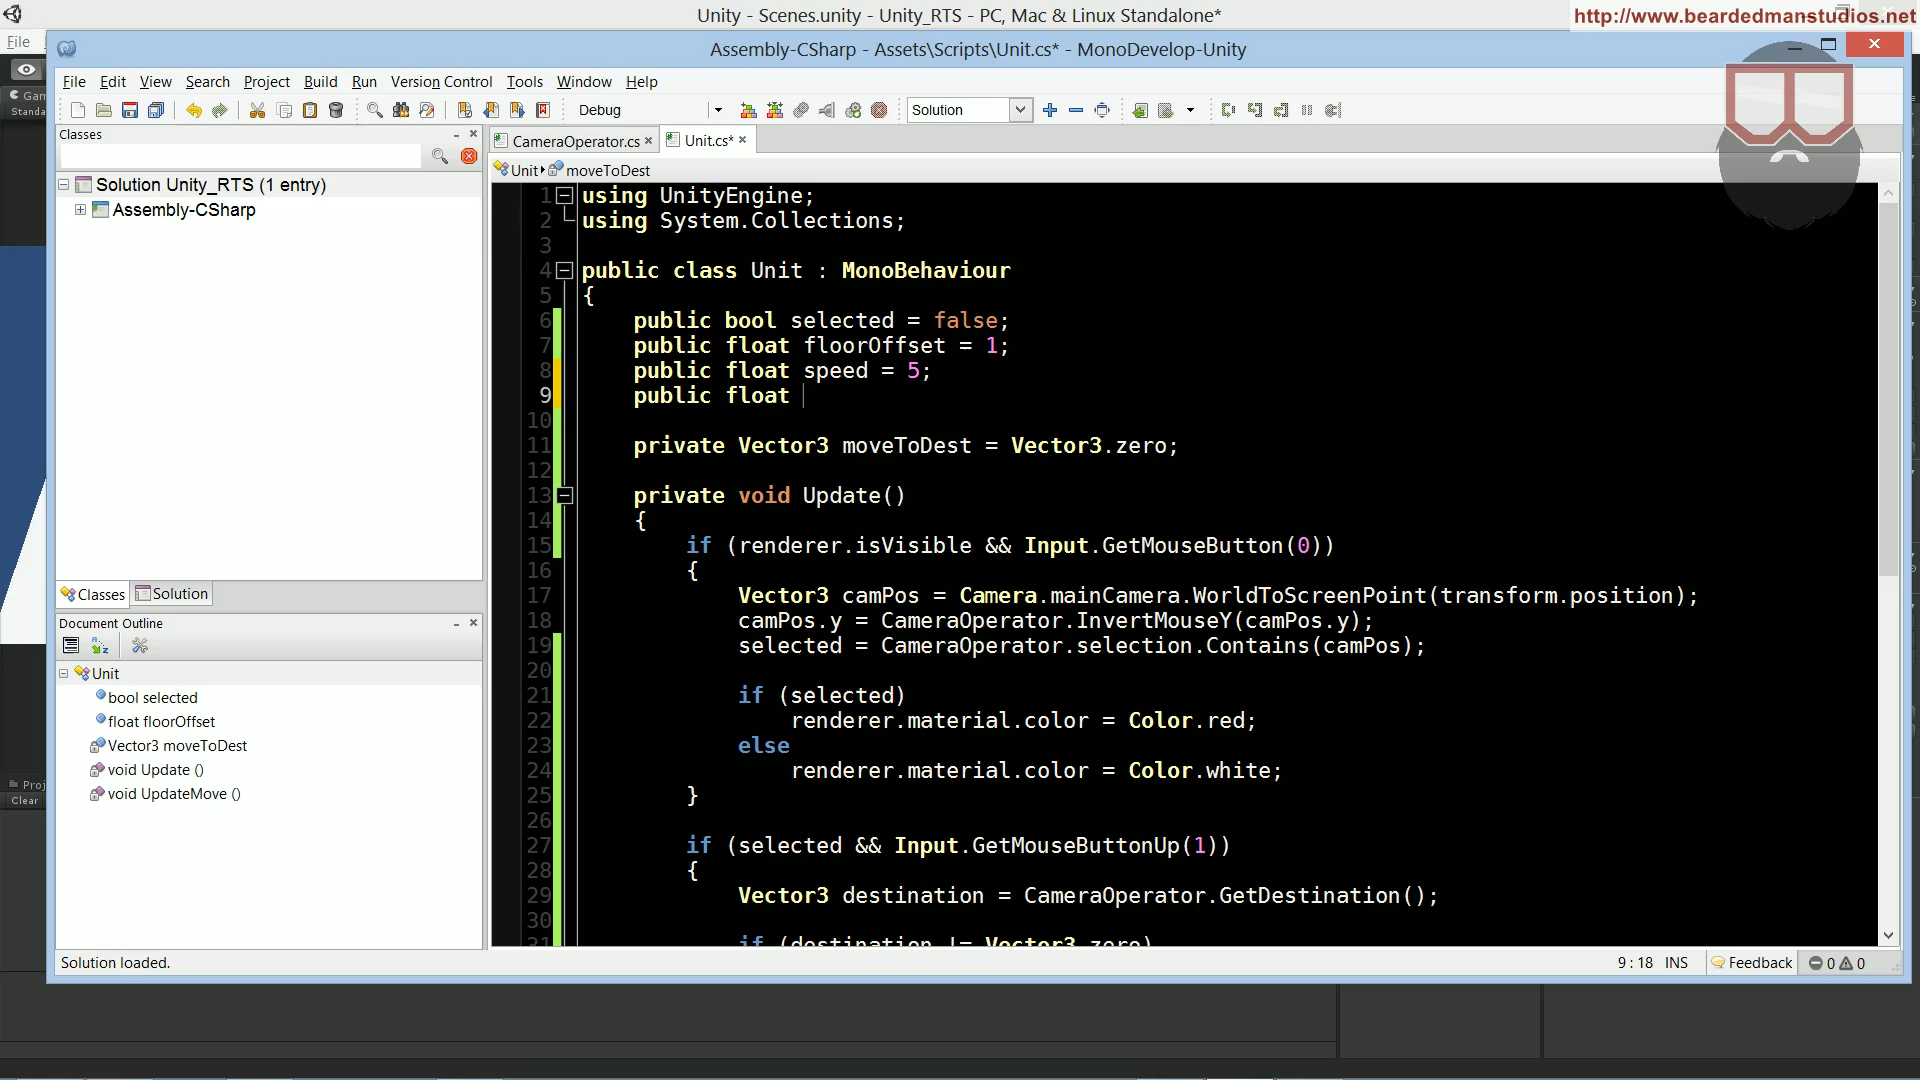 Unity - Scenes.unity - Unity_RTS - PC, Mac & Linux Standalone*
http://www.beardedmanstudios.net
File
Assembly-CSharp - Assets\Scripts\Unit.cs* - MonoDevelop-Unity
File Edit View Search Project Build Run Version Control Tools Window Help
Debug
Solution
Gam
Standa
Classes
CameraOperator.cs
Unit.cs*
Unit
moveToDest
Solution Unity_RTS (1 entry)
Assembly-CSharp
Classes
Solution
Document Outline
Unit
bool selected
float floorOffset
Vector3 moveToDest
void Update ()
void UpdateMove ()
Proj
Clear
1 using UnityEngine;
2 using System.Collections;
3
4 public class Unit : MonoBehaviour
5 {
6 public bool selected = false;
7 public float floorOffset = 1;
8 public float speed = 5;
9 public float
10
11 private Vector3 moveToDest = Vector3.zero;
12
13 private void Update()
14 {
15 if (renderer.isVisible && Input.GetMouseButton(0))
16 {
17 Vector3 camPos = Camera.mainCamera.WorldToScreenPoint(transform.position);
18 camPos.y = CameraOperator.InvertMouseY(camPos.y);
19 selected = CameraOperator.selection.Contains(camPos);
20
21 if (selected)
22 renderer.material.color = Color.red;
23 else
24 renderer.material.color = Color.white;
25 }
26
27 if (selected && Input.GetMouseButtonUp(1))
28 {
29 Vector3 destination = CameraOperator.GetDestination();
30
31 if (destination != Vector3.zero)
Solution loaded.
9 : 18 INS
Feedback
0 0